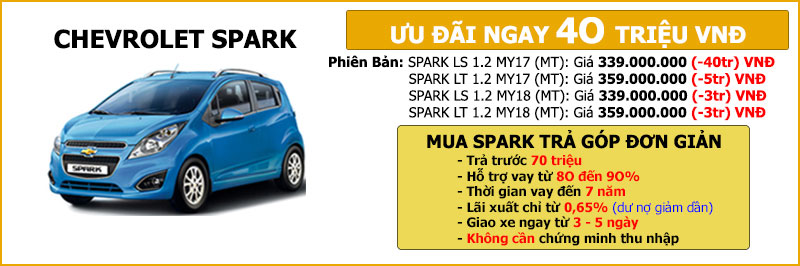 CHEVROLET SPARK
ƯU ĐÃI NGAY 40 TRIỆU VNĐ
Phiên Bản: SPARK LS 1.2 MY17 (MT): Giá 339.000.000 (-40tr) VNĐ
SPARK LT 1.2 MY17 (MT): Giá 359.000.000 (-5tr) VNĐ
SPARK LS 1.2 MY18 (MT): Giá 339.000.000 (-3tr) VNĐ
SPARK LT 1.2 MY18 (MT): Giá 359.000.000 (-3tr) VNĐ
MUA SPARK TRẢ GÓP ĐƠN GIẢN
- Trả trước 70 triệu
- Hỗ trợ vay từ 80 đến 90%
- Thời gian vay đến 7 năm
- Lãi xuất chỉ từ 0,65% (dư nợ giảm dần)
- Giao xe ngay từ 3 - 5 ngày
- Không cần chứng minh thu nhập
SPARK